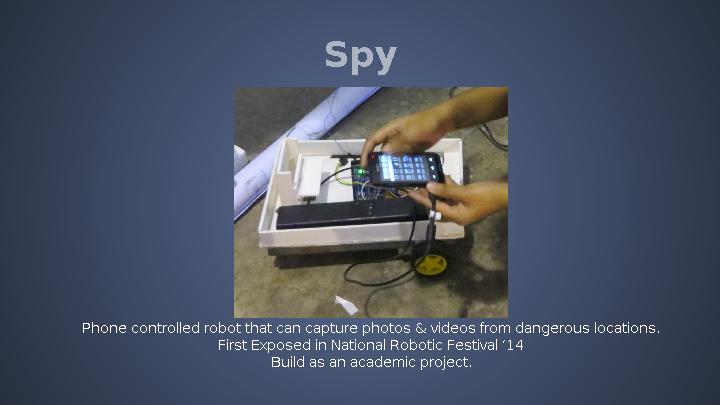 Spy
Phone controlled robot that can capture photos & videos from dangerous locations.
First Exposed in National Robotic Festival ‘14
Build as an academic project.